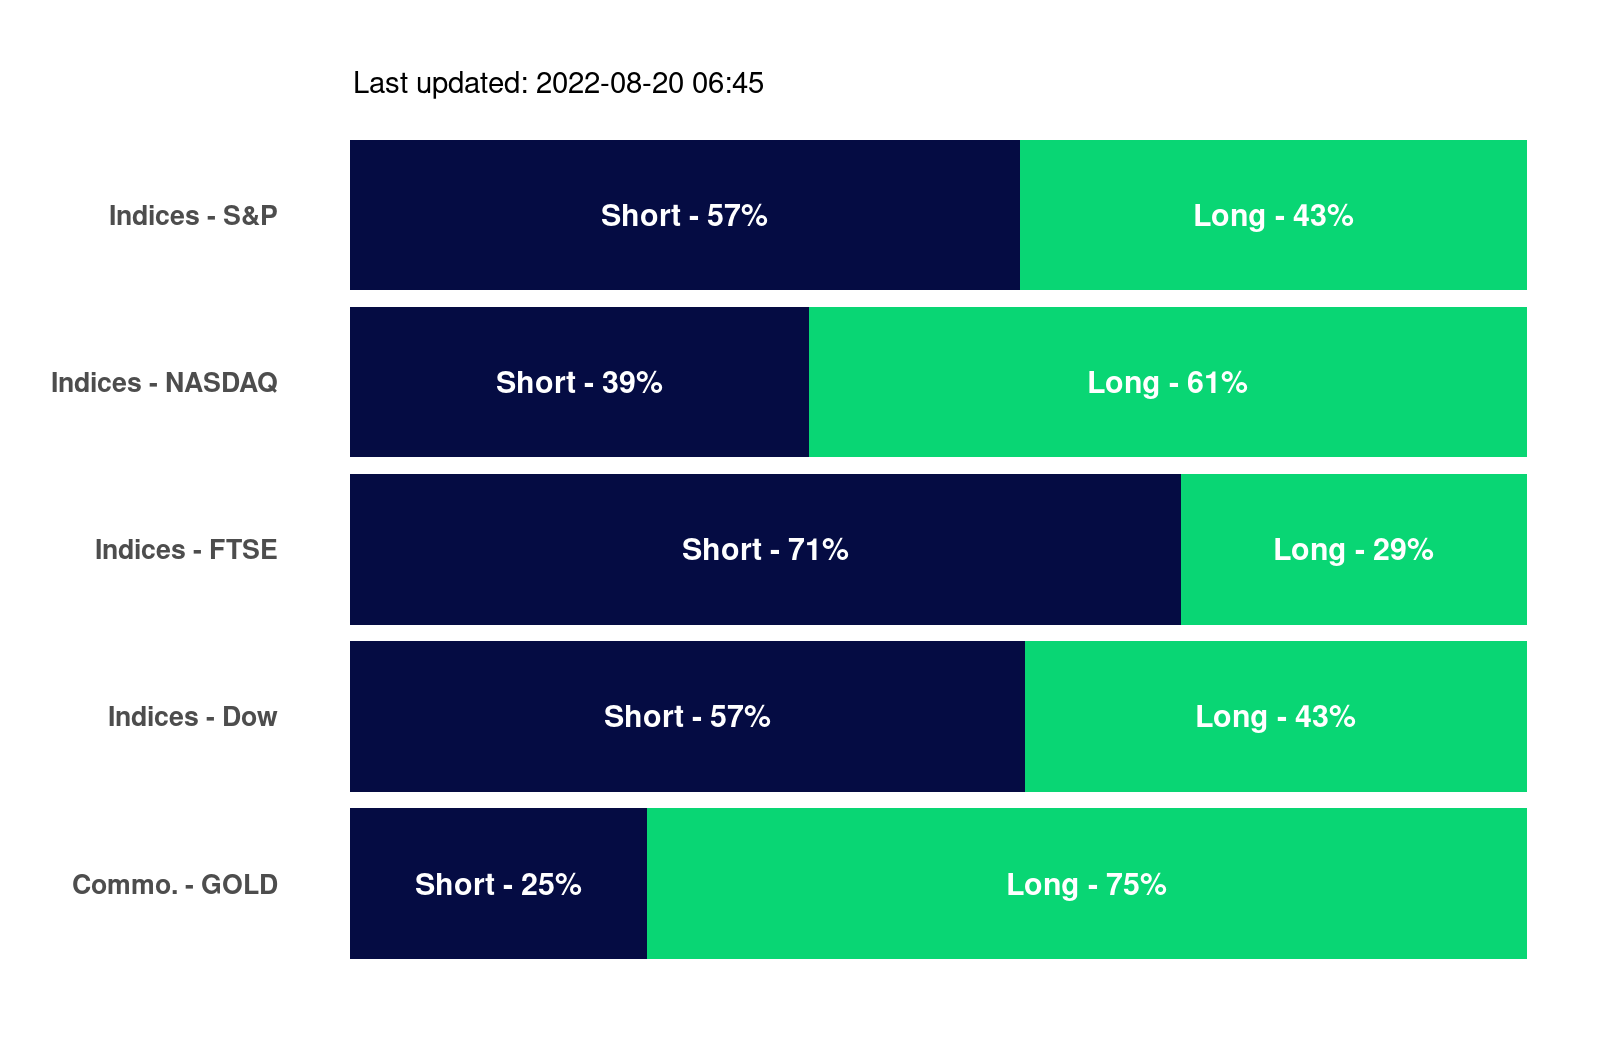 Last updated: 2022-08-20 06:45
Indices - S&P Short - 57% Long - 43%
Indices - NASDAQ Short - 39% Long - 61%
Indices - FTSE Short - 71% Long - 29%
Indices - Dow Short - 57% Long - 43%
Commo. - GOLD Short - 25% Long - 75%